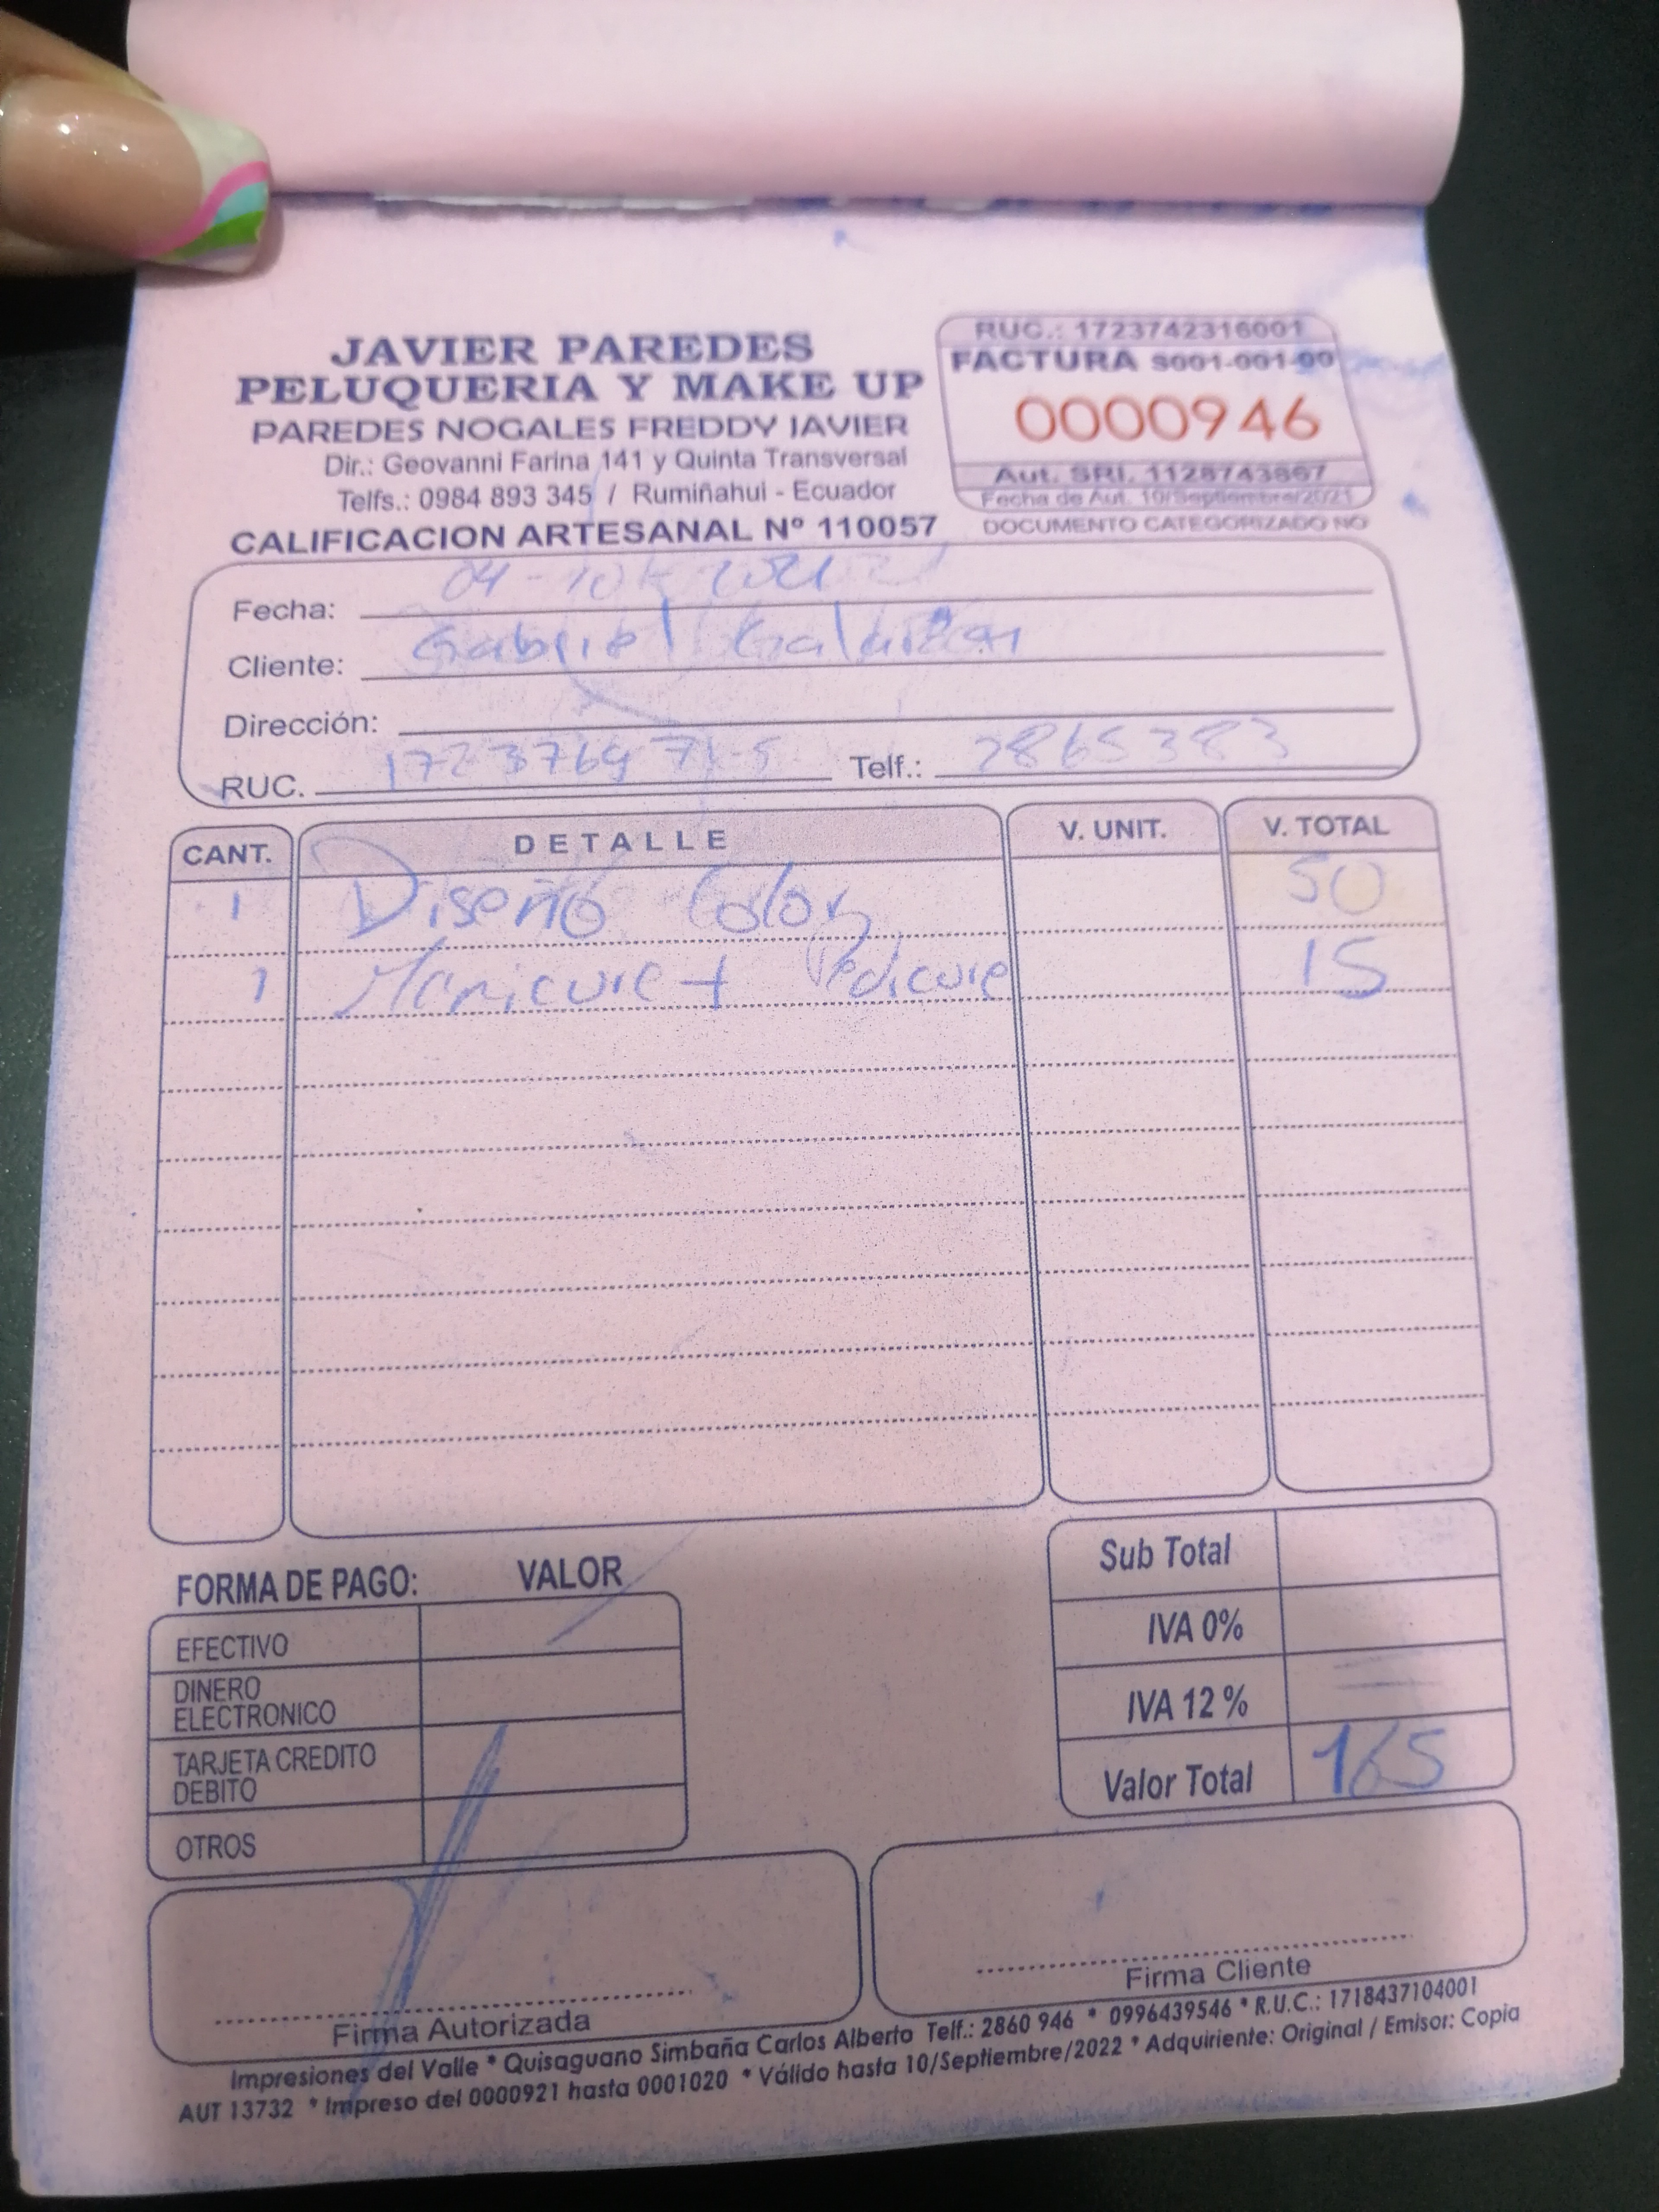 JAVIER PAREDES
PELUQUERIA Y MAKE UP
PAREDES NOGALES FREDDY JAVIER
Dir.: Geovanni Farina 141 y Quinta Transversal
Telfs.: 0984 893 345 / Rumiñahui - Ecuador
CALIFICACION ARTESANAL Nº 110057
RUC.: 1723742316001
FACTURA S001-001-00
0000946
Aut. SRI. 1128743867
Fecha de Aut. 10/Septiembre/2021
DOCUMENTO CATEGORIZADO NO
Fecha: 04-10
Cliente: Gabriel
Dirección:
RUC. Telf.: 2865383
CANT. DETALLE V. UNIT. V. TOTAL
1 Diseño Color 50
1 Manicure + Pedicure 15
FORMA DE PAGO: VALOR
EFECTIVO
DINERO
ELECTRONICO
TARJETA CREDITO
DEBITO
OTROS
Sub Total
IVA 0%
IVA 12 %
Valor Total 165
Firma Autorizada
Firma Cliente
Impresiones del Valle * Quisaguano Simbaña Carlos Alberto Telf.: 2860 946 * 0996439546 * R.U.C.: 1718437104001
AUT 13732 * Impreso del 0000921 hasta 0001020 * Válido hasta 10/Septiembre/2022 * Adquiriente: Original / Emisor: Copia